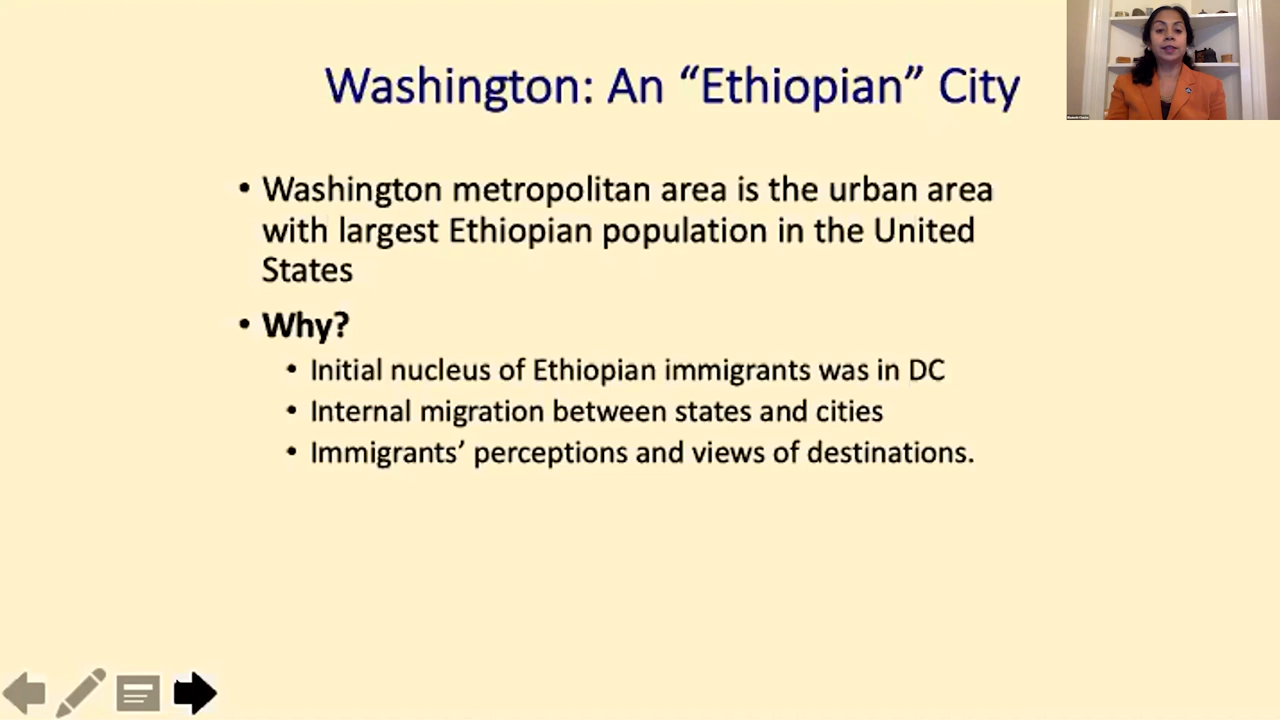 Washington: An “Ethiopian” City
• Washington metropolitan area is the urban area
with largest Ethiopian population in the United
States
• Why?
• Initial nucleus of Ethiopian immigrants was in DC
• Internal migration between states and cities
• Immigrants’ perceptions and views of destinations.